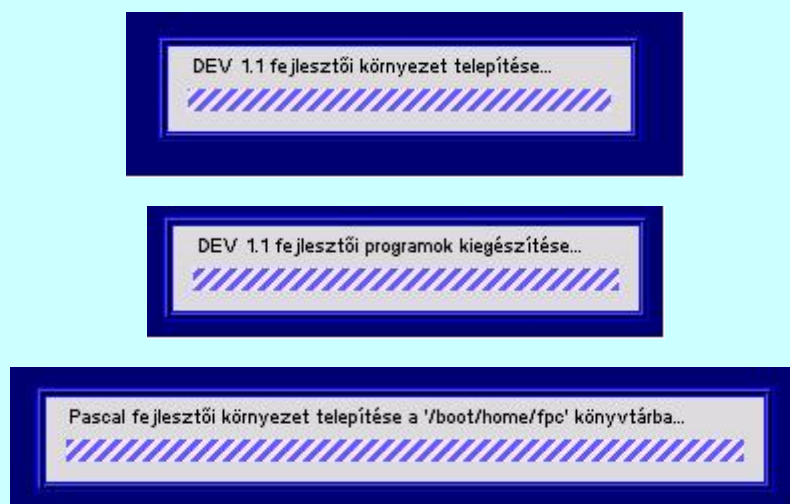 DEV 1.1 fejlesztői környezet telepítése...
DEV 1.1 fejlesztői programok kiegészítése...
Pascal fejlesztői környezet telepítése a '/boot/home/fpc' könyvtárba...